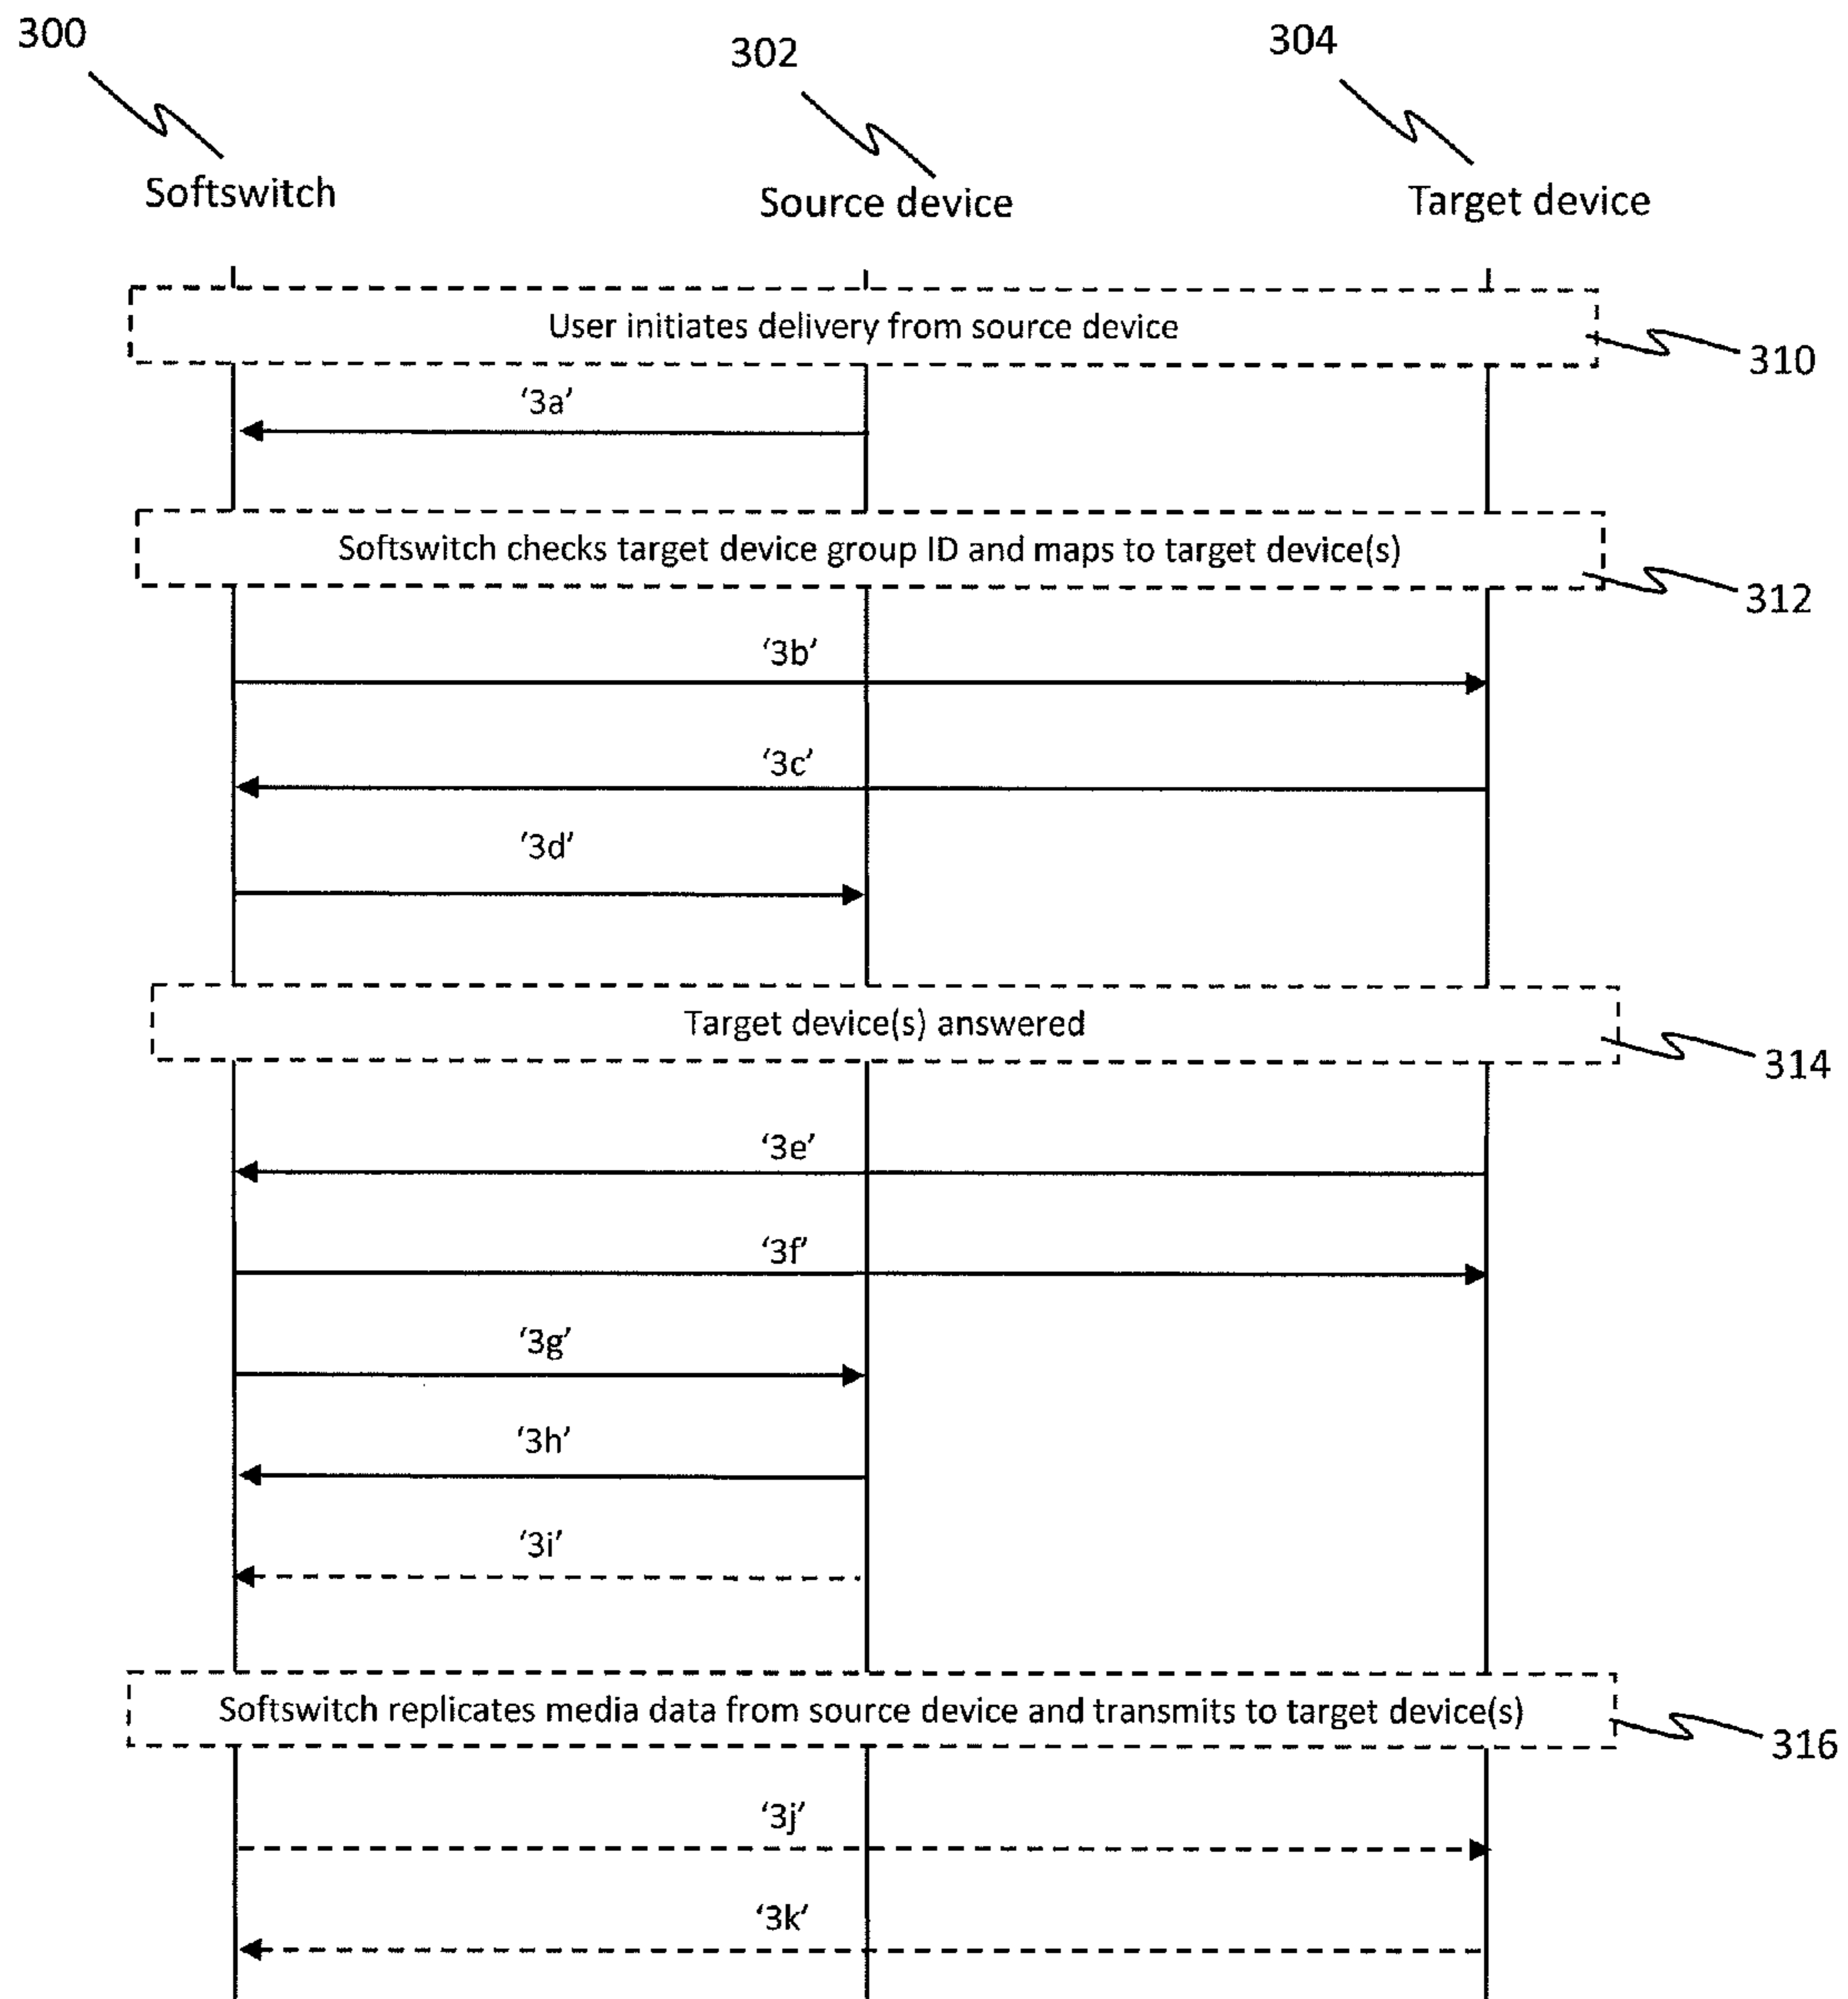 300
302
304
Softswitch
Source device
Target device
User initiates delivery from source device
310
‘3a’
Softswitch checks target device group ID and maps to target device(s)
312
‘3b’
‘3c’
‘3d’
Target device(s) answered
314
‘3e’
‘3f’
‘3g’
‘3h’
‘3i’
Softswitch replicates media data from source device and transmits to target device(s)
316
‘3j’
‘3k’